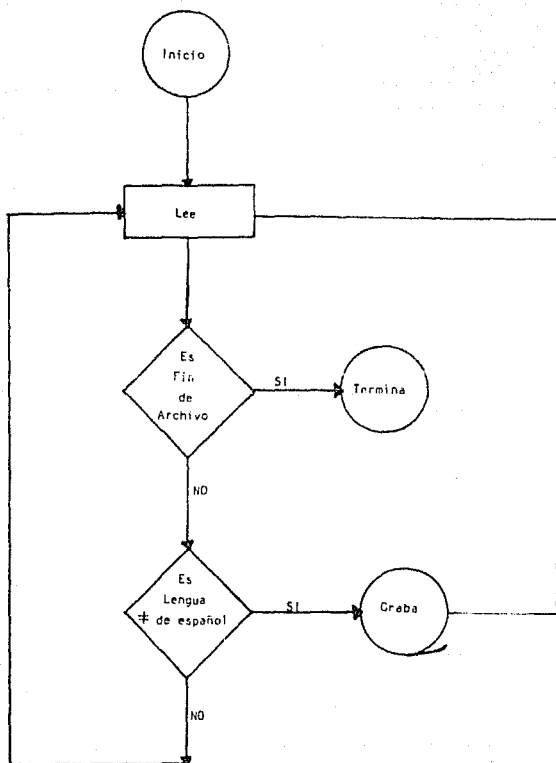 Inicio
Lee
Es
Fin
de
Archivo
SI
Termina
NO
Es
Lengua
≠ de español
SI
Graba
NO